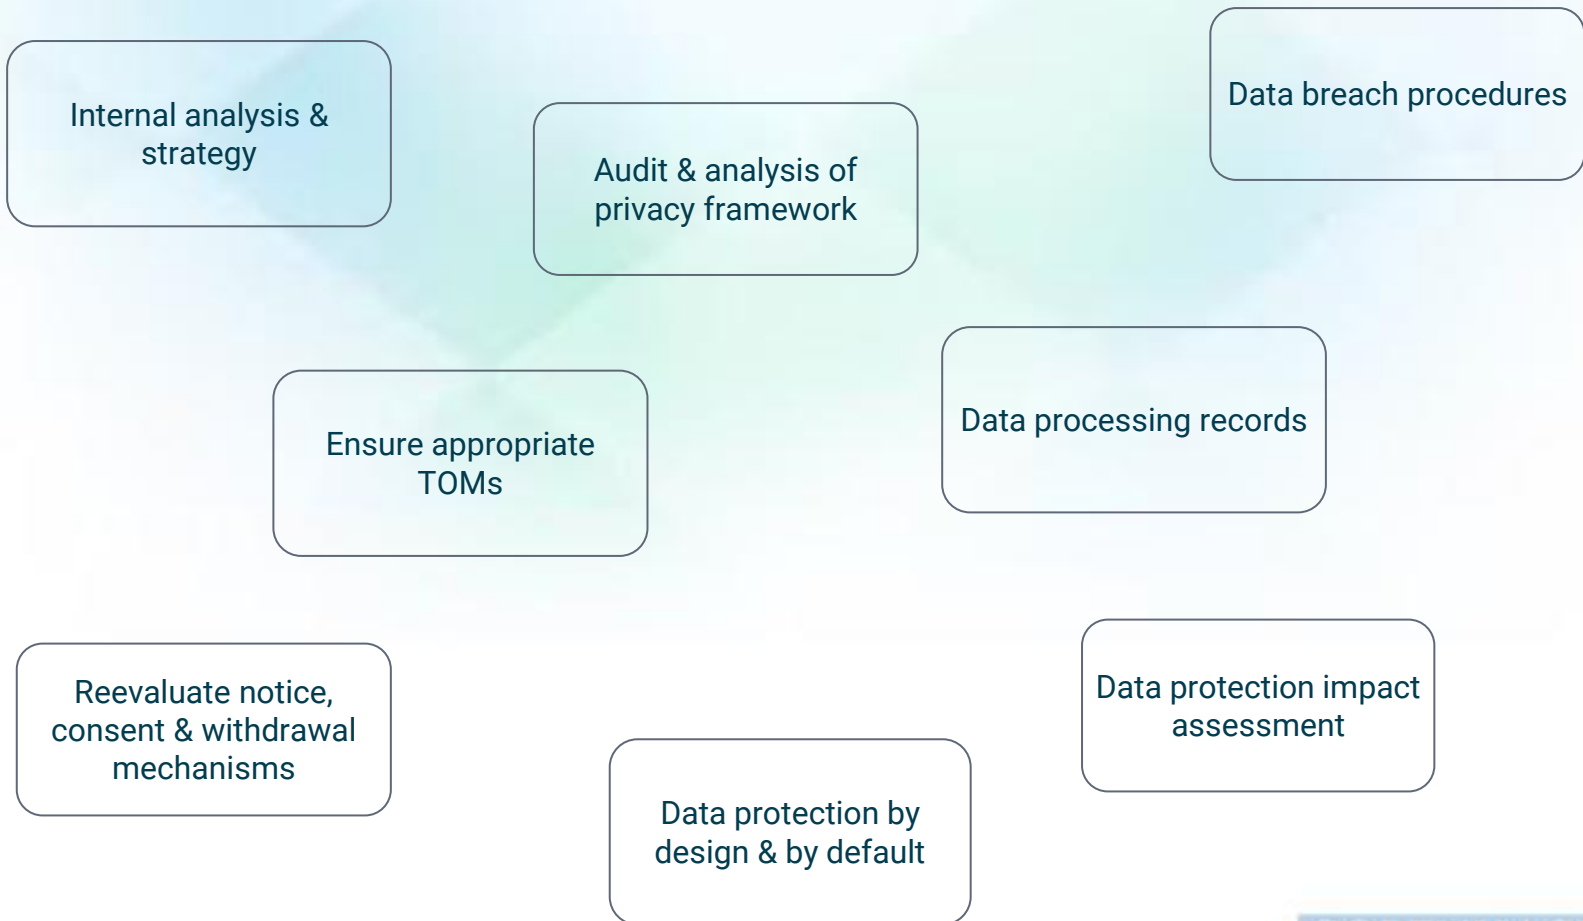 Internal analysis &
strategy
Audit & analysis of
privacy framework
Data breach procedures
Ensure appropriate
TOMs
Data processing records
Reevaluate notice,
consent & withdrawal
mechanisms
Data protection by
design & by default
Data protection impact
assessment